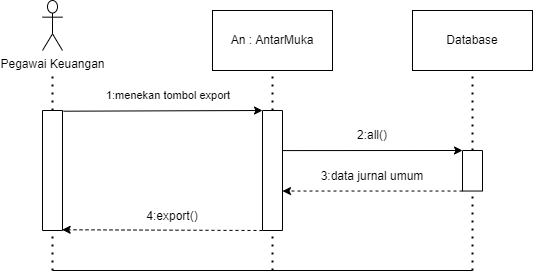 An : AntarMuka
Database
Pegawai Keuangan
1:menekan tombol export
2:all()
3:data jurnal umum
4:export()